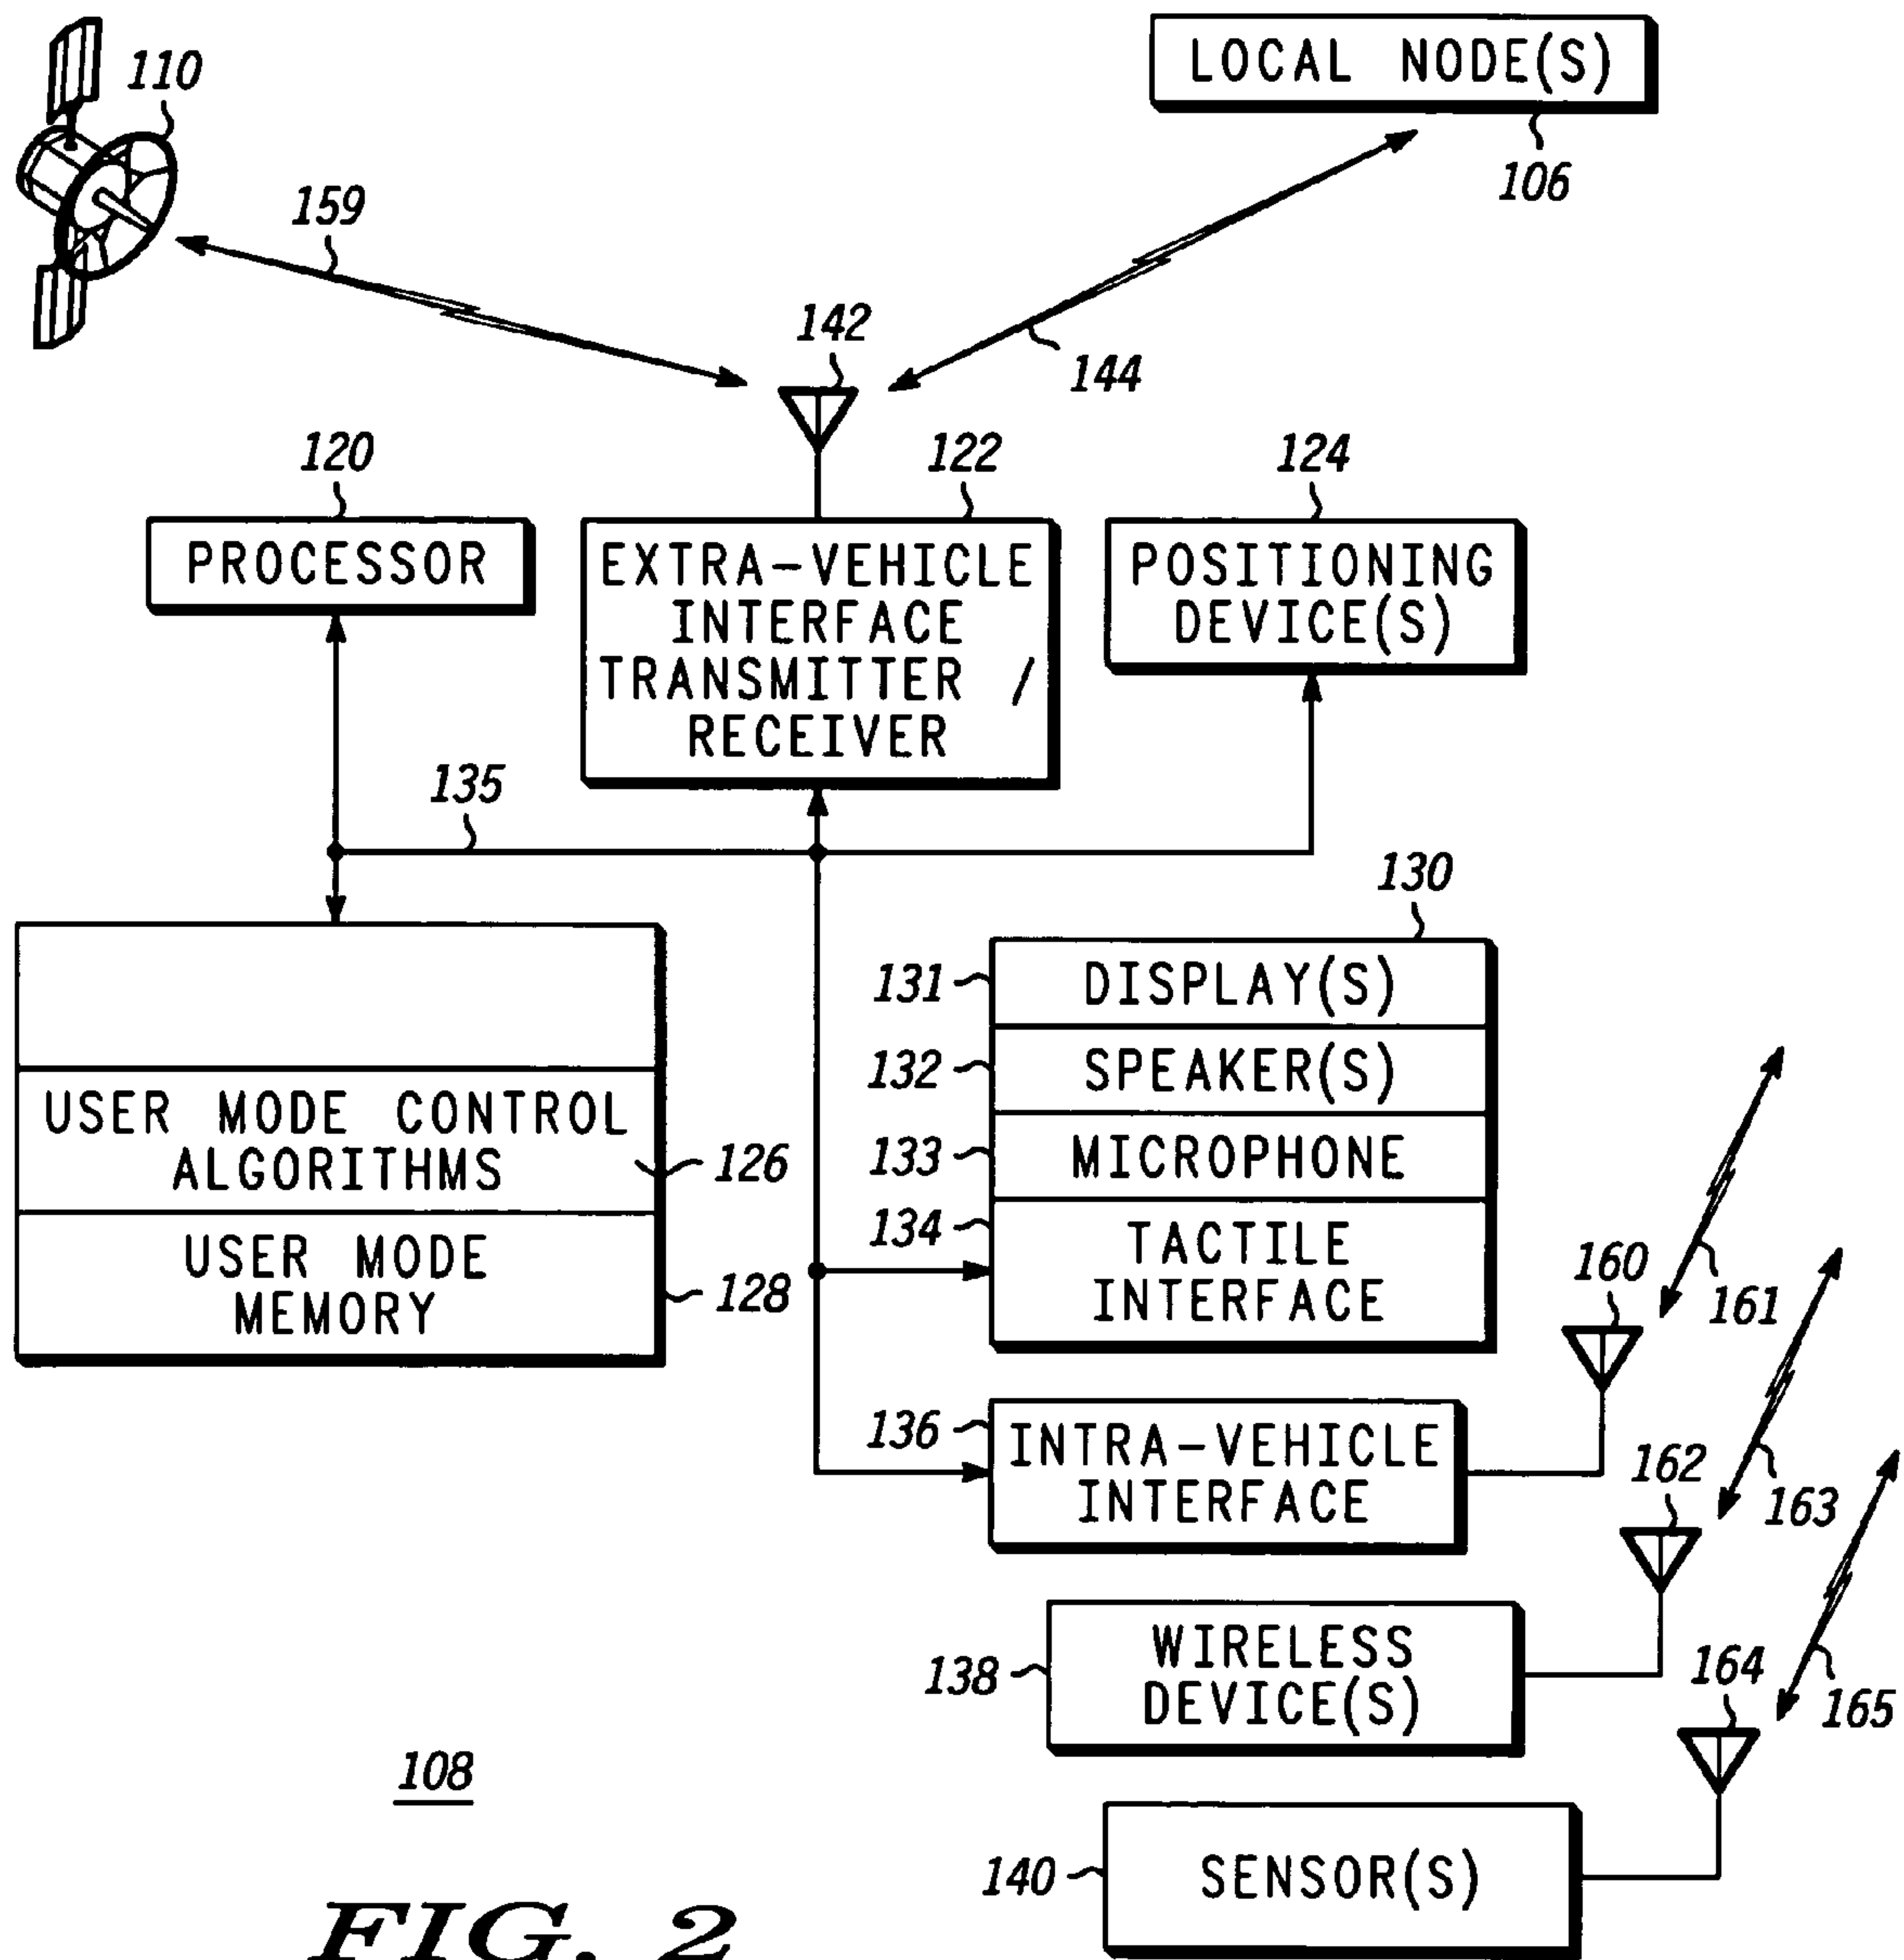 110
LOCAL NODE(S)
106
159
142
144
120
122
124
PROCESSOR
EXTRA-VEHICLE
INTERFACE
TRANSMITTER /
RECEIVER
POSITIONING
DEVICE(S)
135
130
131
DISPLAY(S)
132
SPEAKER(S)
USER MODE CONTROL
ALGORITHMS
126
133
MICROPHONE
134
TACTILE
INTERFACE
USER MODE
MEMORY
128
160
161
136
INTRA-VEHICLE
INTERFACE
162
163
138
WIRELESS
DEVICE(S)
164
165
108
140
SENSOR(S)
FIG. 2